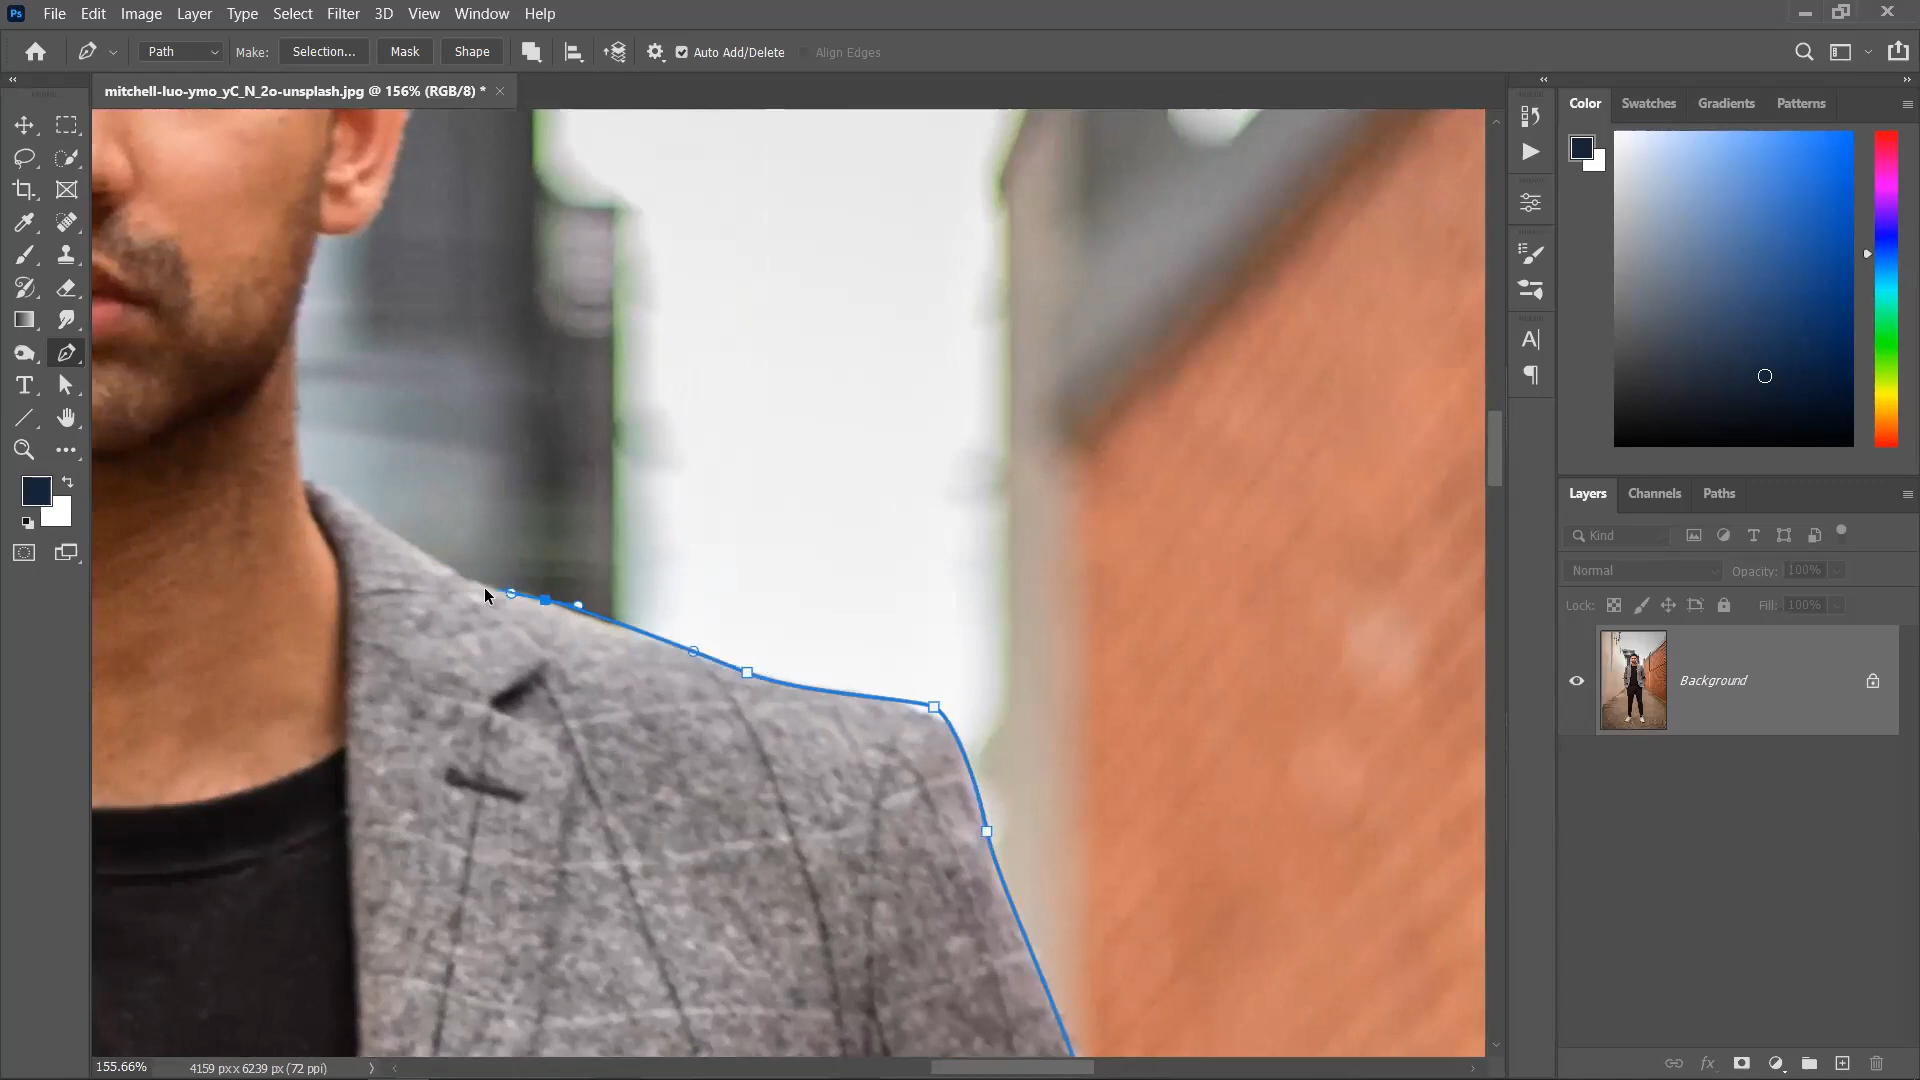 Ps File Edit Image Layer Type Select Filter 3D View Window Help
Path Make: Selection... Mask Shape Auto Add/Delete Align Edges
mitchell-luo-ymo_yC_N_2o-unsplash.jpg @ 156% (RGB/8) *
Color Swatches Gradients Patterns
Layers Channels Paths
Kind
Normal Opacity: 100%
Lock: Fill: 100%
Background
155.66% 4159 px x 6239 px (72 ppi)